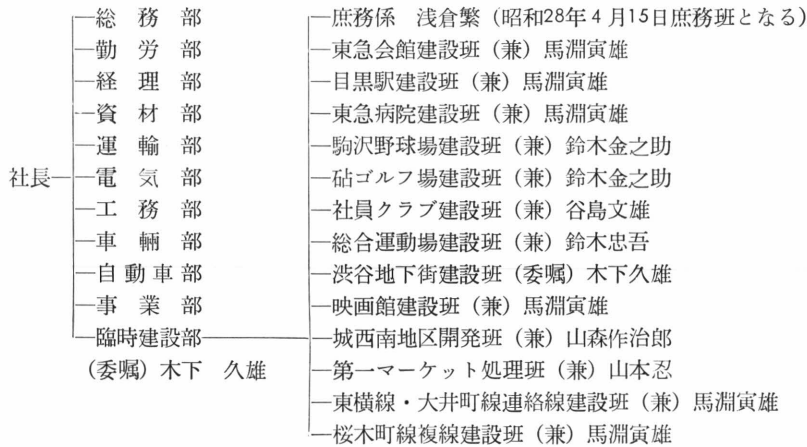 社長
総務部
勤労部
経理部
資材部
運輸部
電気部
工務部
車輛部
自動車部
事業部
臨時建設部
(委嘱) 木下 久雄
庶務係 浅倉繁 (昭和28年4月15日庶務班となる)
東急会館建設班 (兼) 馬淵寅雄
目黒駅建設班 (兼) 馬淵寅雄
東急病院建設班 (兼) 馬淵寅雄
駒沢野球場建設班 (兼) 鈴木金之助
砧ゴルフ場建設班 (兼) 鈴木金之助
社員クラブ建設班 (兼) 谷島文雄
総合運動場建設班 (兼) 鈴木忠吾
渋谷地下街建設班 (委嘱) 木下久雄
映画館建設班 (兼) 馬淵寅雄
城西南地区開発班 (兼) 山森作治郎
第一マーケット処理班 (兼) 山本忍
東横線・大井町線連絡線建設班 (兼) 馬淵寅雄
桜木町線複線建設班 (兼) 馬淵寅雄